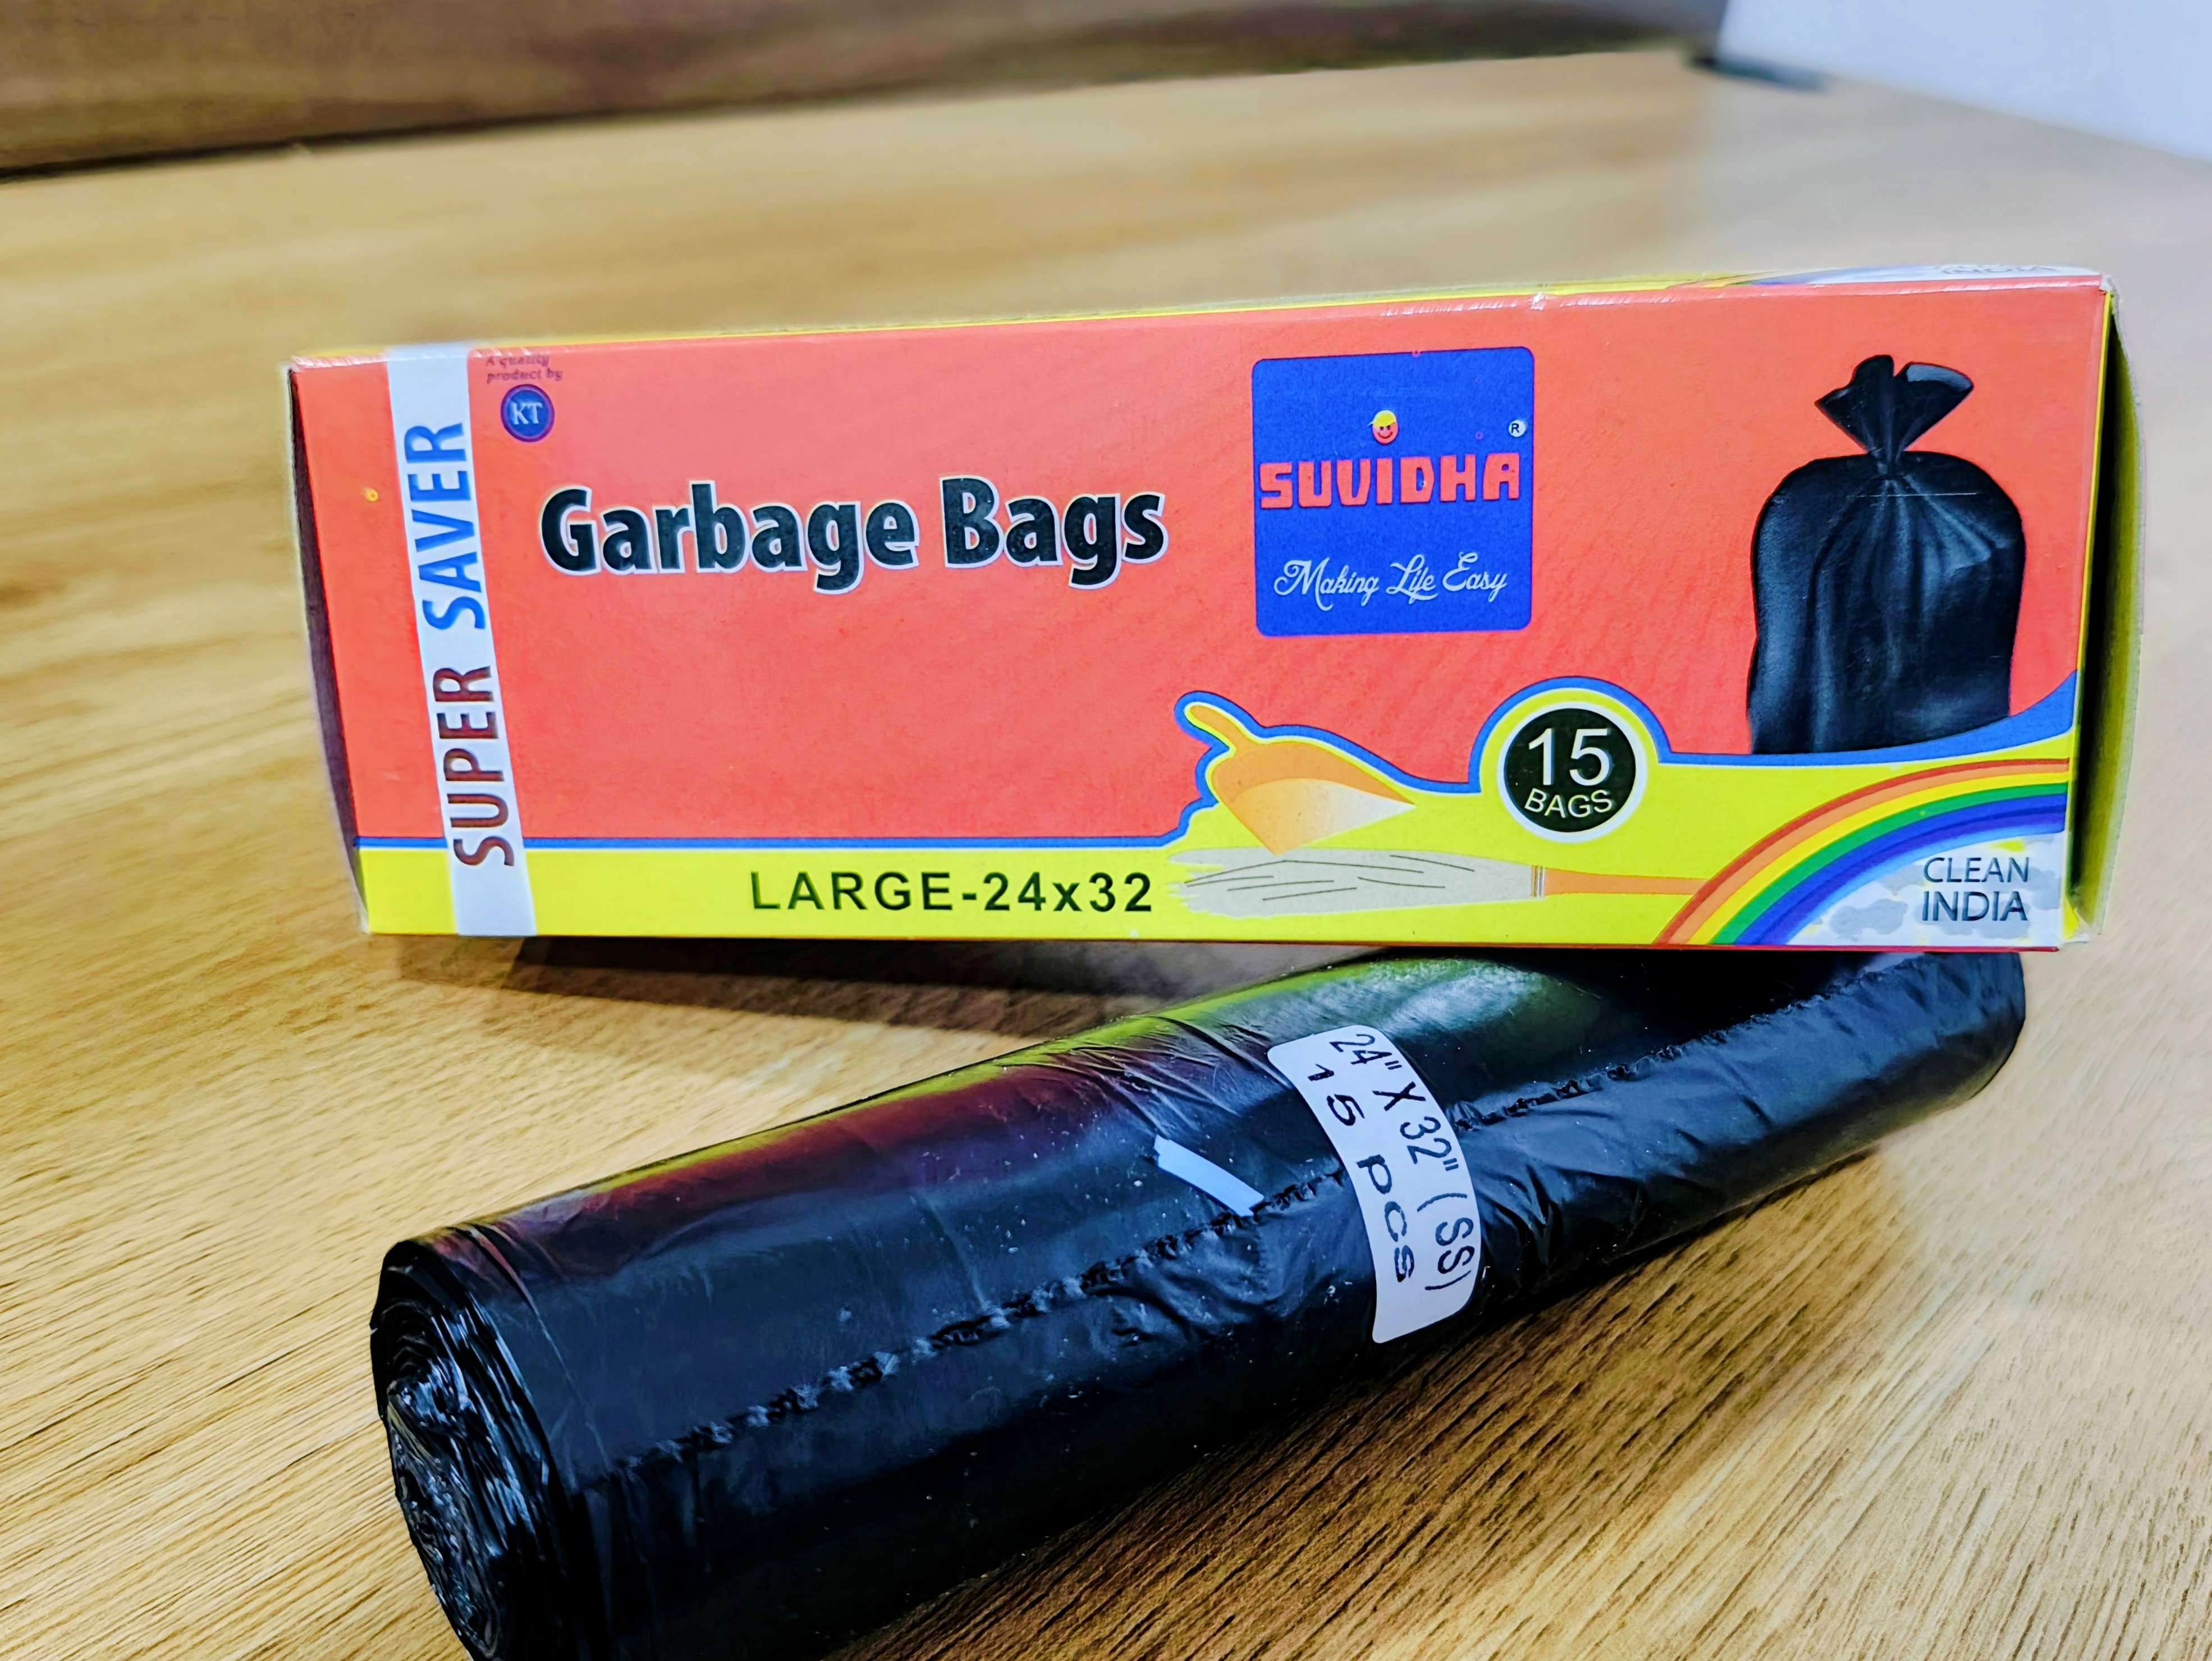 SUPER SAVER
A quality
product by
KT
Garbage Bags
SUVIDHA
®
Making Life Easy
15
BAGS
LARGE-24x32
CLEAN
INDIA
INDIA
24" X 32" ( SS)
15 pcs